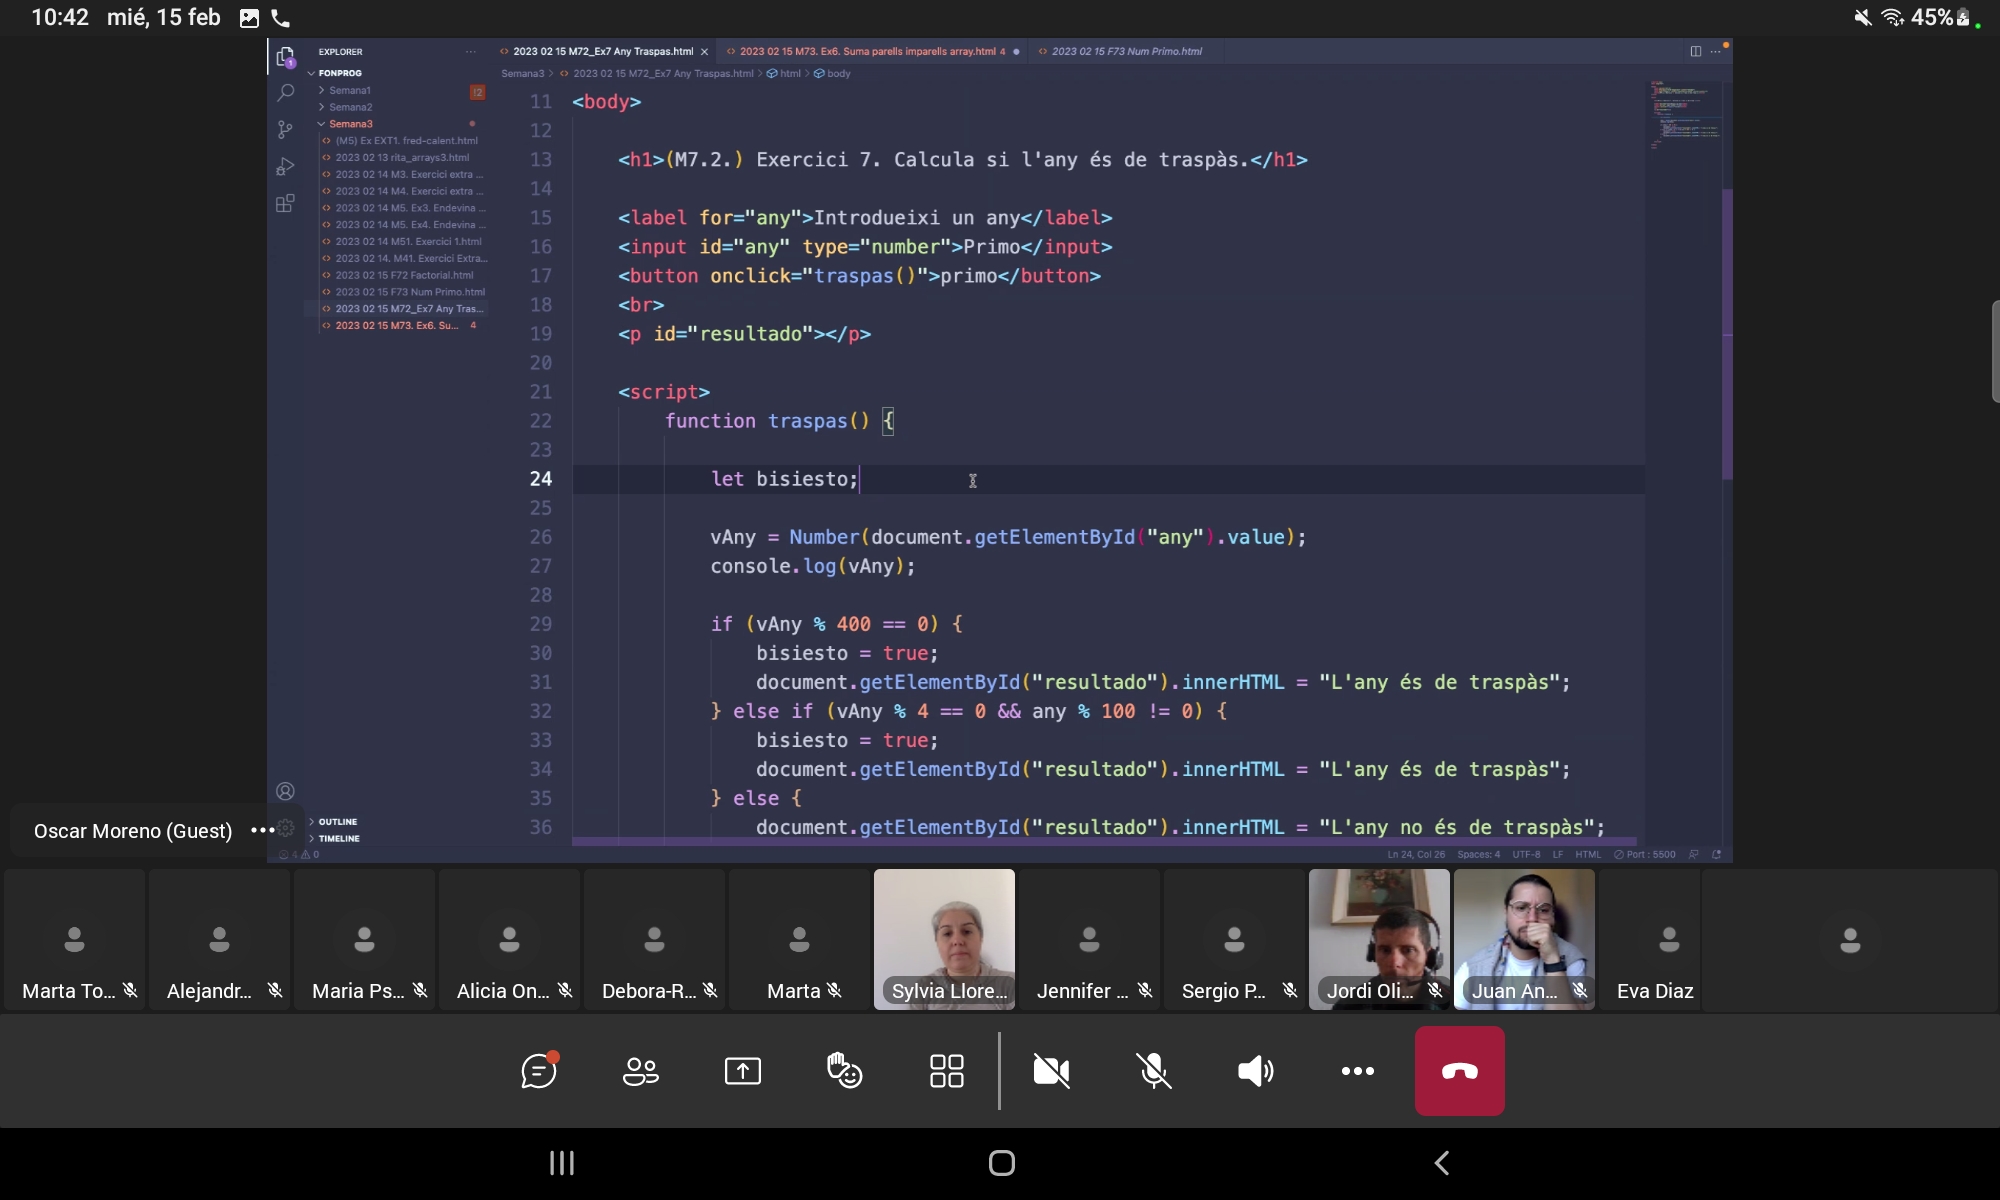 10:42 mié, 15 feb
45%
EXPLORER
FONPROG
Semana1
12
Semana2
Semana3
(M5) Ex EXT1. fred-calent.html
2023 02 13 rita_arrays3.html
2023 02 14 M3. Exercici extra ...
2023 02 14 M4. Exercici extra ...
2023 02 14 M5. Ex3. Endevina ...
2023 02 14 M5. Ex4. Endevina ...
2023 02 14 M51. Exercici 1.html
2023 02 14. M41. Exercici Extra...
2023 02 15 F72 Factorial.html
2023 02 15 F73 Num Primo.html
2023 02 15 M72_Ex7 Any Tras...
2023 02 15 M73. Ex6. Su... 4
OUTLINE
TIMELINE
2023 02 15 M72_Ex7 Any Traspas.html
2023 02 15 M73. Ex6. Suma parells imparells array.html 4
2023 02 15 F73 Num Primo.html
Semana3 > 2023 02 15 M72_Ex7 Any Traspas.html > html > body
11 <body>
12
13 <h1>(M7.2.) Exercici 7. Calcula si l'any és de traspàs.</h1>
14
15 <label for="any">Introdueixi un any</label>
16 <input id="any" type="number">Primo</input>
17 <button onclick="traspas()">primo</button>
18 <br>
19 <p id="resultado"></p>
20
21 <script>
22 function traspas() {
23
24 let bisiesto;
25
26 vAny = Number(document.getElementById("any").value);
27 console.log(vAny);
28
29 if (vAny % 400 == 0) {
30 bisiesto = true;
31 document.getElementById("resultado").innerHTML = "L'any és de traspàs";
32 } else if (vAny % 4 == 0 && any % 100 != 0) {
33 bisiesto = true;
34 document.getElementById("resultado").innerHTML = "L'any és de traspàs";
35 } else {
36 document.getElementById("resultado").innerHTML = "L'any no és de traspàs";
4 0
Ln 24, Col 26 Spaces: 4 UTF-8 LF HTML Port : 5500
Oscar Moreno (Guest) •••
Marta To...
Alejandr...
Maria Ps...
Alicia On...
Debora-R...
Marta
Sylvia Llore...
Jennifer ...
Sergio P...
Jordi Oli...
Juan An...
Eva Diaz